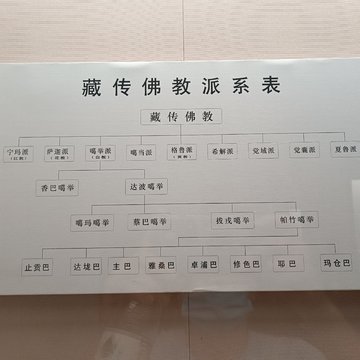 藏传佛教派系表
藏传佛教
宁玛派 萨迦派 噶举派 噶当派 格鲁派 希解派 觉域派 觉囊派 夏鲁派
（红教） （花教） （白教） （黄教）
香巴噶举 达波噶举
噶玛噶举 蔡巴噶举 拔戎噶举 帕竹噶举
止贡巴 达垅巴 主巴 雅桑巴 卓浦巴 修色巴 耶巴 玛仓巴